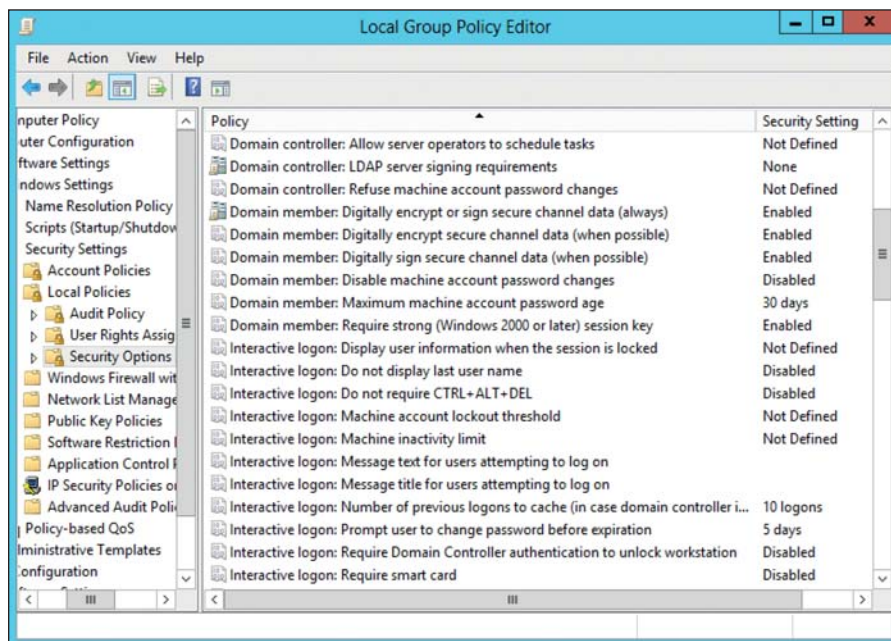 Local Group Policy Editor
File Action View Help
nputer Policy
uter Configuration
ftware Settings
ndows Settings
Name Resolution Policy
Scripts (Startup/Shutdow
Security Settings
Account Policies
Local Policies
Audit Policy
User Rights Assig
Security Options
Windows Firewall wit
Network List Manage
Public Key Policies
Software Restriction
Application Control
IP Security Policies o
Advanced Audit Poli
Policy-based QoS
ministrative Templates
onfiguration
Policy Security Setting
Domain controller: Allow server operators to schedule tasks Not Defined
Domain controller: LDAP server signing requirements None
Domain controller: Refuse machine account password changes Not Defined
Domain member: Digitally encrypt or sign secure channel data (always) Enabled
Domain member: Digitally encrypt secure channel data (when possible) Enabled
Domain member: Digitally sign secure channel data (when possible) Enabled
Domain member: Disable machine account password changes Disabled
Domain member: Maximum machine account password age 30 days
Domain member: Require strong (Windows 2000 or later) session key Enabled
Interactive logon: Display user information when the session is locked Not Defined
Interactive logon: Do not display last user name Disabled
Interactive logon: Do not require CTRL+ALT+DEL Disabled
Interactive logon: Machine account lockout threshold Not Defined
Interactive logon: Machine inactivity limit Not Defined
Interactive logon: Message text for users attempting to log on
Interactive logon: Message title for users attempting to log on
Interactive logon: Number of previous logons to cache (in case domain controller i... 10 logons
Interactive logon: Prompt user to change password before expiration 5 days
Interactive logon: Require Domain Controller authentication to unlock workstation Disabled
Interactive logon: Require smart card Disabled